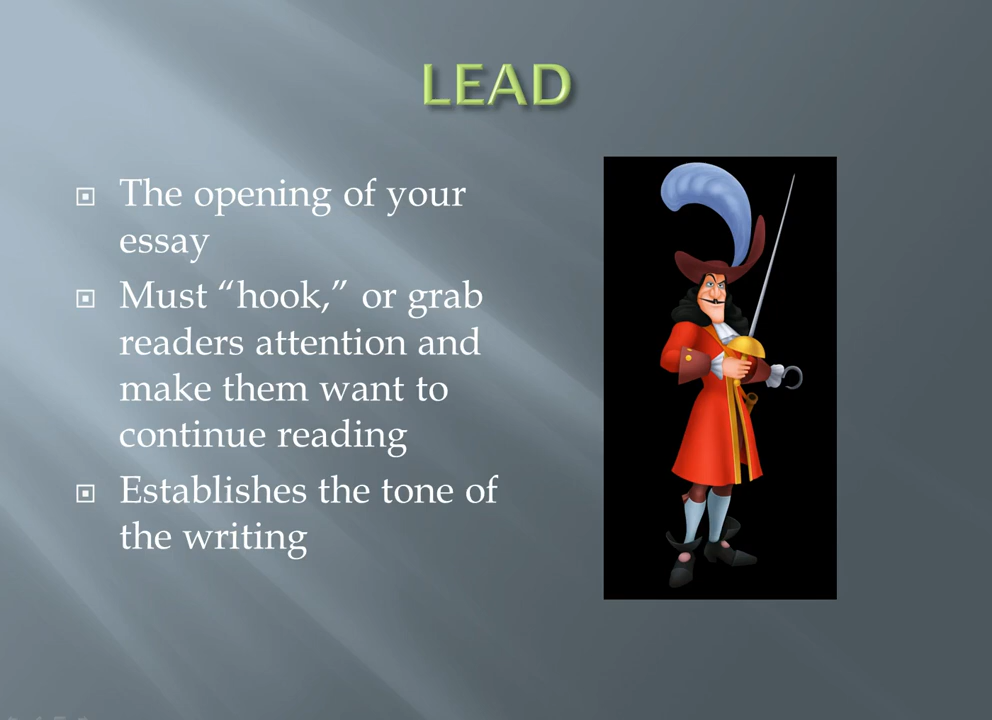 LEAD
The opening of your
essay
Must “hook,” or grab
readers attention and
make them want to
continue reading
Establishes the tone of
the writing